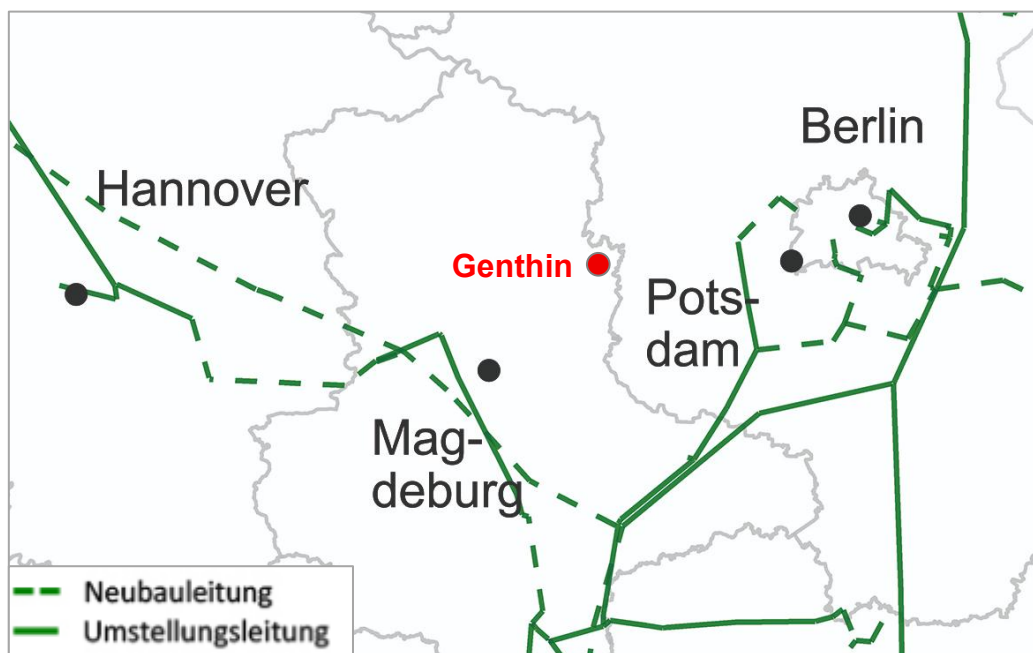 Berlin
Hannover
Genthin
Pots-
dam
Mag-
deburg
Neubauleitung
Umstellungsleitung